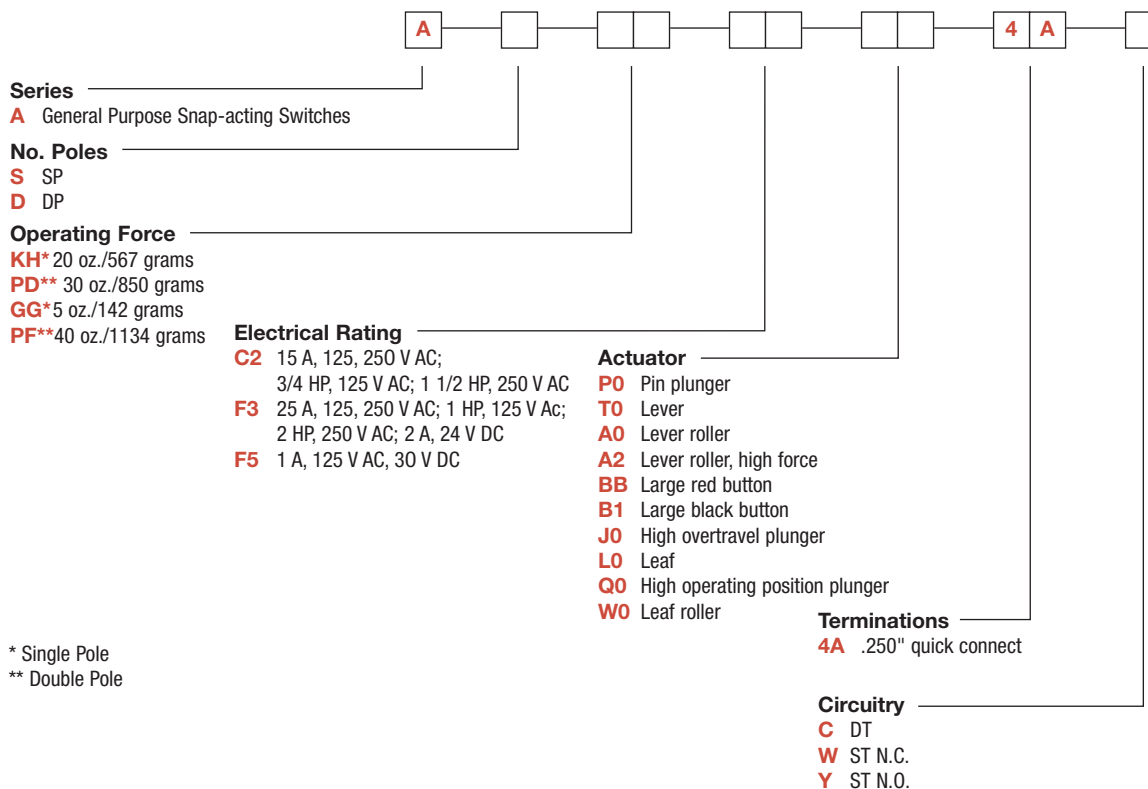 A 4 A
Series
A General Purpose Snap-acting Switches
No. Poles
S SP
D DP
Operating Force
KH* 20 oz./567 grams
PD** 30 oz./850 grams
GG* 5 oz./142 grams
PF** 40 oz./1134 grams
Electrical Rating
C2 15 A, 125, 250 V AC;
3/4 HP, 125 V AC; 1 1/2 HP, 250 V AC
F3 25 A, 125, 250 V AC; 1 HP, 125 V Ac;
2 HP, 250 V AC; 2 A, 24 V DC
F5 1 A, 125 V AC, 30 V DC
Actuator
P0 Pin plunger
T0 Lever
A0 Lever roller
A2 Lever roller, high force
BB Large red button
B1 Large black button
J0 High overtravel plunger
L0 Leaf
Q0 High operating position plunger
W0 Leaf roller
Terminations
4A .250" quick connect
* Single Pole
** Double Pole
Circuitry
C DT
W ST N.C.
Y ST N.O.